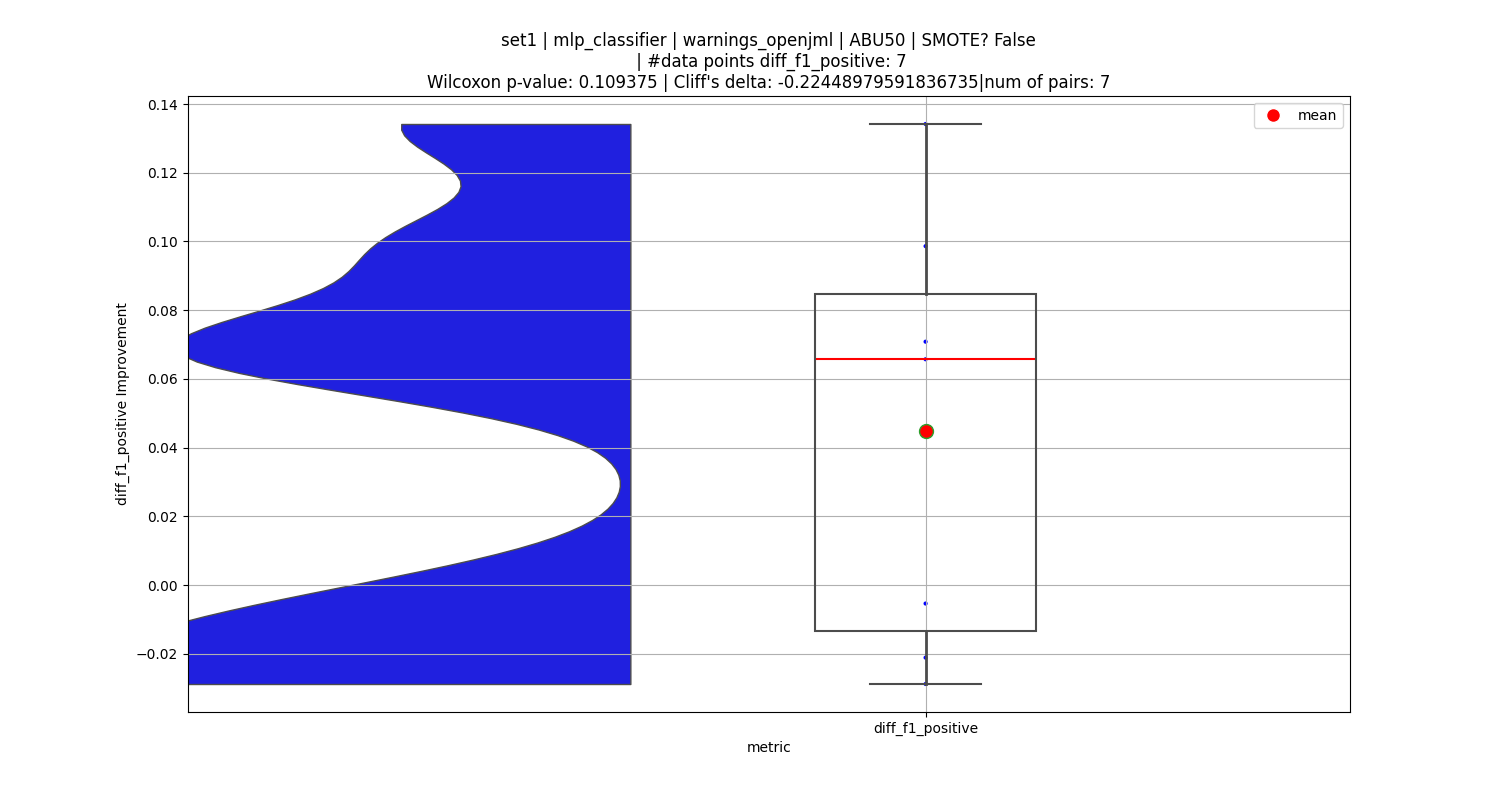 set1 | mlp_classifier | warnings_openjml | ABU50 | SMOTE? False
| #data points diff_f1_positive: 7
Wilcoxon p-value: 0.109375 | Cliff's delta: -0.22448979591836735|num of pairs: 7
mean
0.14
0.12
0.10
0.08
0.06
0.04
0.02
0.00
−0.02
diff_f1_positive Improvement
diff_f1_positive
metric